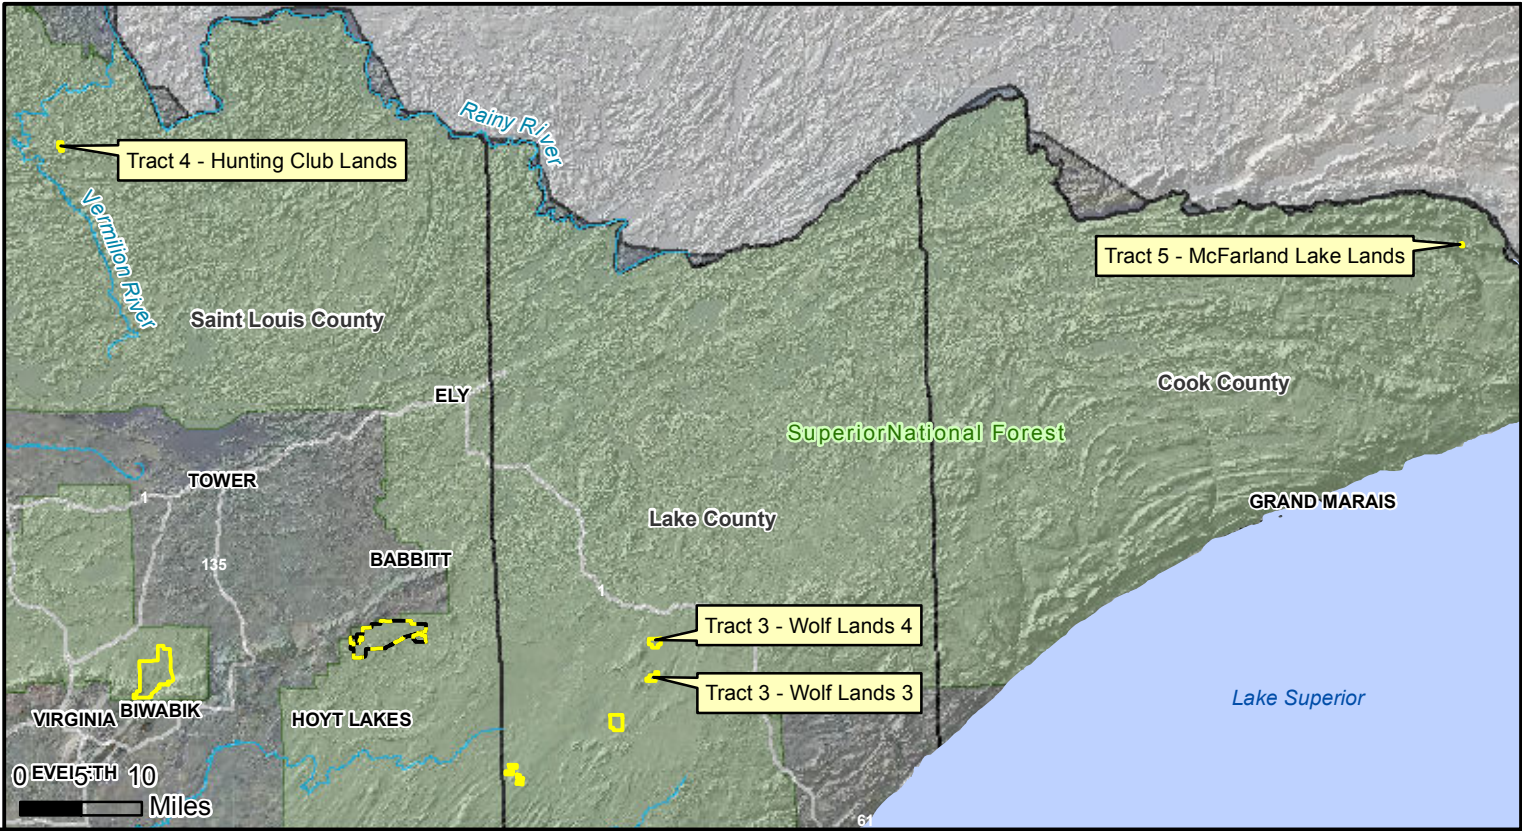 Rainy River
Tract 4 - Hunting Club Lands
Vermilion River
Tract 5 - McFarland Lake Lands
Saint Louis County
Cook County
ELY
SuperiorNational Forest
TOWER
1
GRAND MARAIS
Lake County
BABBITT
135
1
Tract 3 - Wolf Lands 4
Tract 3 - Wolf Lands 3
Lake Superior
BIWABIK
VIRGINIA
HOYT LAKES
EVELETH
0 5 10
Miles
61